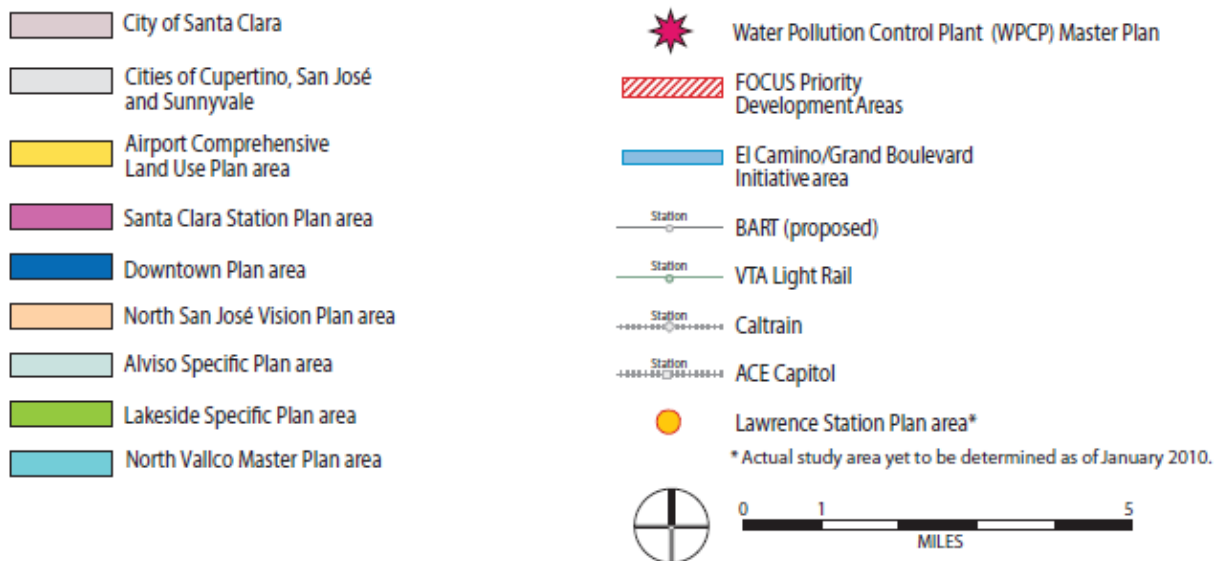 City of Santa Clara
Cities of Cupertino, San José
and Sunnyvale
Airport Comprehensive
Land Use Plan area
Santa Clara Station Plan area
Downtown Plan area
North San José Vision Plan area
Alviso Specific Plan area
Lakeside Specific Plan area
North Vallco Master Plan area
Water Pollution Control Plant (WPCP) Master Plan
FOCUS Priority
Development Areas
El Camino/Grand Boulevard
Initiative area
Station
BART (proposed)
Station
VTA Light Rail
Station
Caltrain
Station
ACE Capitol
Lawrence Station Plan area*
* Actual study area yet to be determined as of January 2010.
0 1 5
MILES